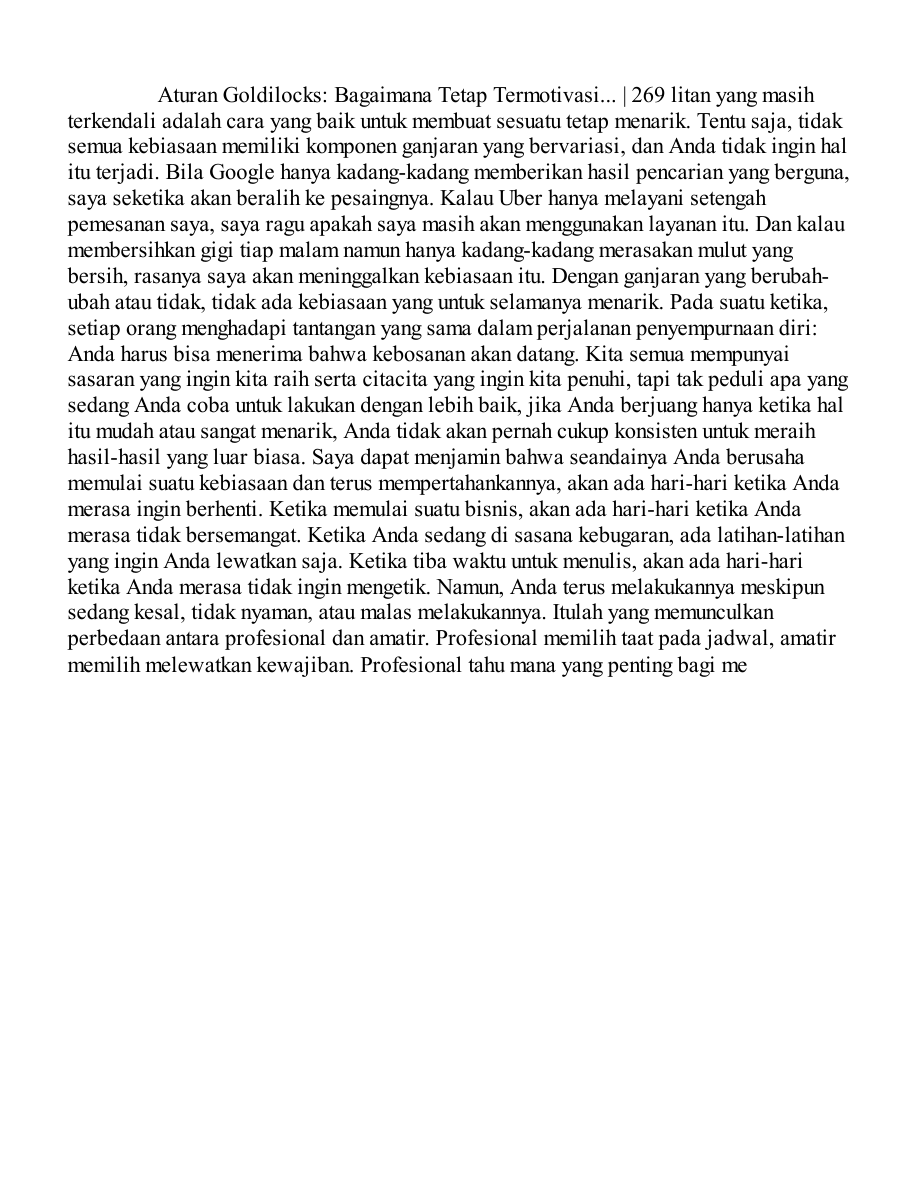 Aturan Goldilocks: Bagaimana Tetap Termotivasi... | 269 litan yang masih
terkendali adalah cara yang baik untuk membuat sesuatu tetap menarik. Tentu saja, tidak
semua kebiasaan memiliki komponen ganjaran yang bervariasi, dan Anda tidak ingin hal
itu terjadi. Bila Google hanya kadang-kadang memberikan hasil pencarian yang berguna,
saya seketika akan beralih ke pesaingnya. Kalau Uber hanya melayani setengah
pemesanan saya, saya ragu apakah saya masih akan menggunakan layanan itu. Dan kalau
membersihkan gigi tiap malam namun hanya kadang-kadang merasakan mulut yang
bersih, rasanya saya akan meninggalkan kebiasaan itu. Dengan ganjaran yang berubah-
ubah atau tidak, tidak ada kebiasaan yang untuk selamanya menarik. Pada suatu ketika,
setiap orang menghadapi tantangan yang sama dalam perjalanan penyempurnaan diri:
Anda harus bisa menerima bahwa kebosanan akan datang. Kita semua mempunyai
sasaran yang ingin kita raih serta citacita yang ingin kita penuhi, tapi tak peduli apa yang
sedang Anda coba untuk lakukan dengan lebih baik, jika Anda berjuang hanya ketika hal
itu mudah atau sangat menarik, Anda tidak akan pernah cukup konsisten untuk meraih
hasil-hasil yang luar biasa. Saya dapat menjamin bahwa seandainya Anda berusaha
memulai suatu kebiasaan dan terus mempertahankannya, akan ada hari-hari ketika Anda
merasa ingin berhenti. Ketika memulai suatu bisnis, akan ada hari-hari ketika Anda
merasa tidak bersemangat. Ketika Anda sedang di sasana kebugaran, ada latihan-latihan
yang ingin Anda lewatkan saja. Ketika tiba waktu untuk menulis, akan ada hari-hari
ketika Anda merasa tidak ingin mengetik. Namun, Anda terus melakukannya meskipun
sedang kesal, tidak nyaman, atau malas melakukannya. Itulah yang memunculkan
perbedaan antara profesional dan amatir. Profesional memilih taat pada jadwal, amatir
memilih melewatkan kewajiban. Profesional tahu mana yang penting bagi me